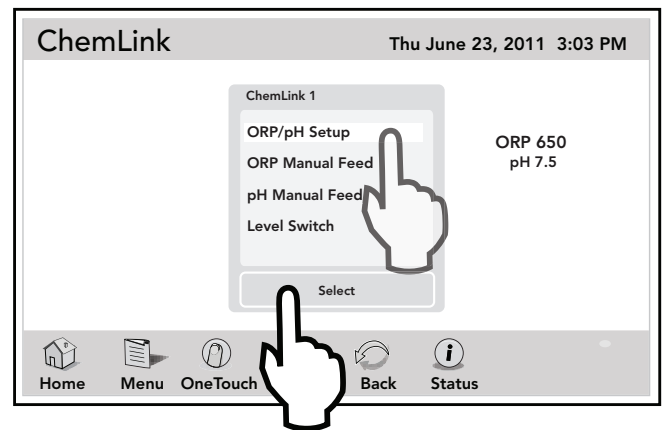 ChemLink Thu June 23, 2011 3:03 PM
ChemLink 1
ORP/pH Setup
ORP Manual Feed
pH Manual Feed
Level Switch
Select
ORP 650
pH 7.5
Home Menu OneTouch Back Status